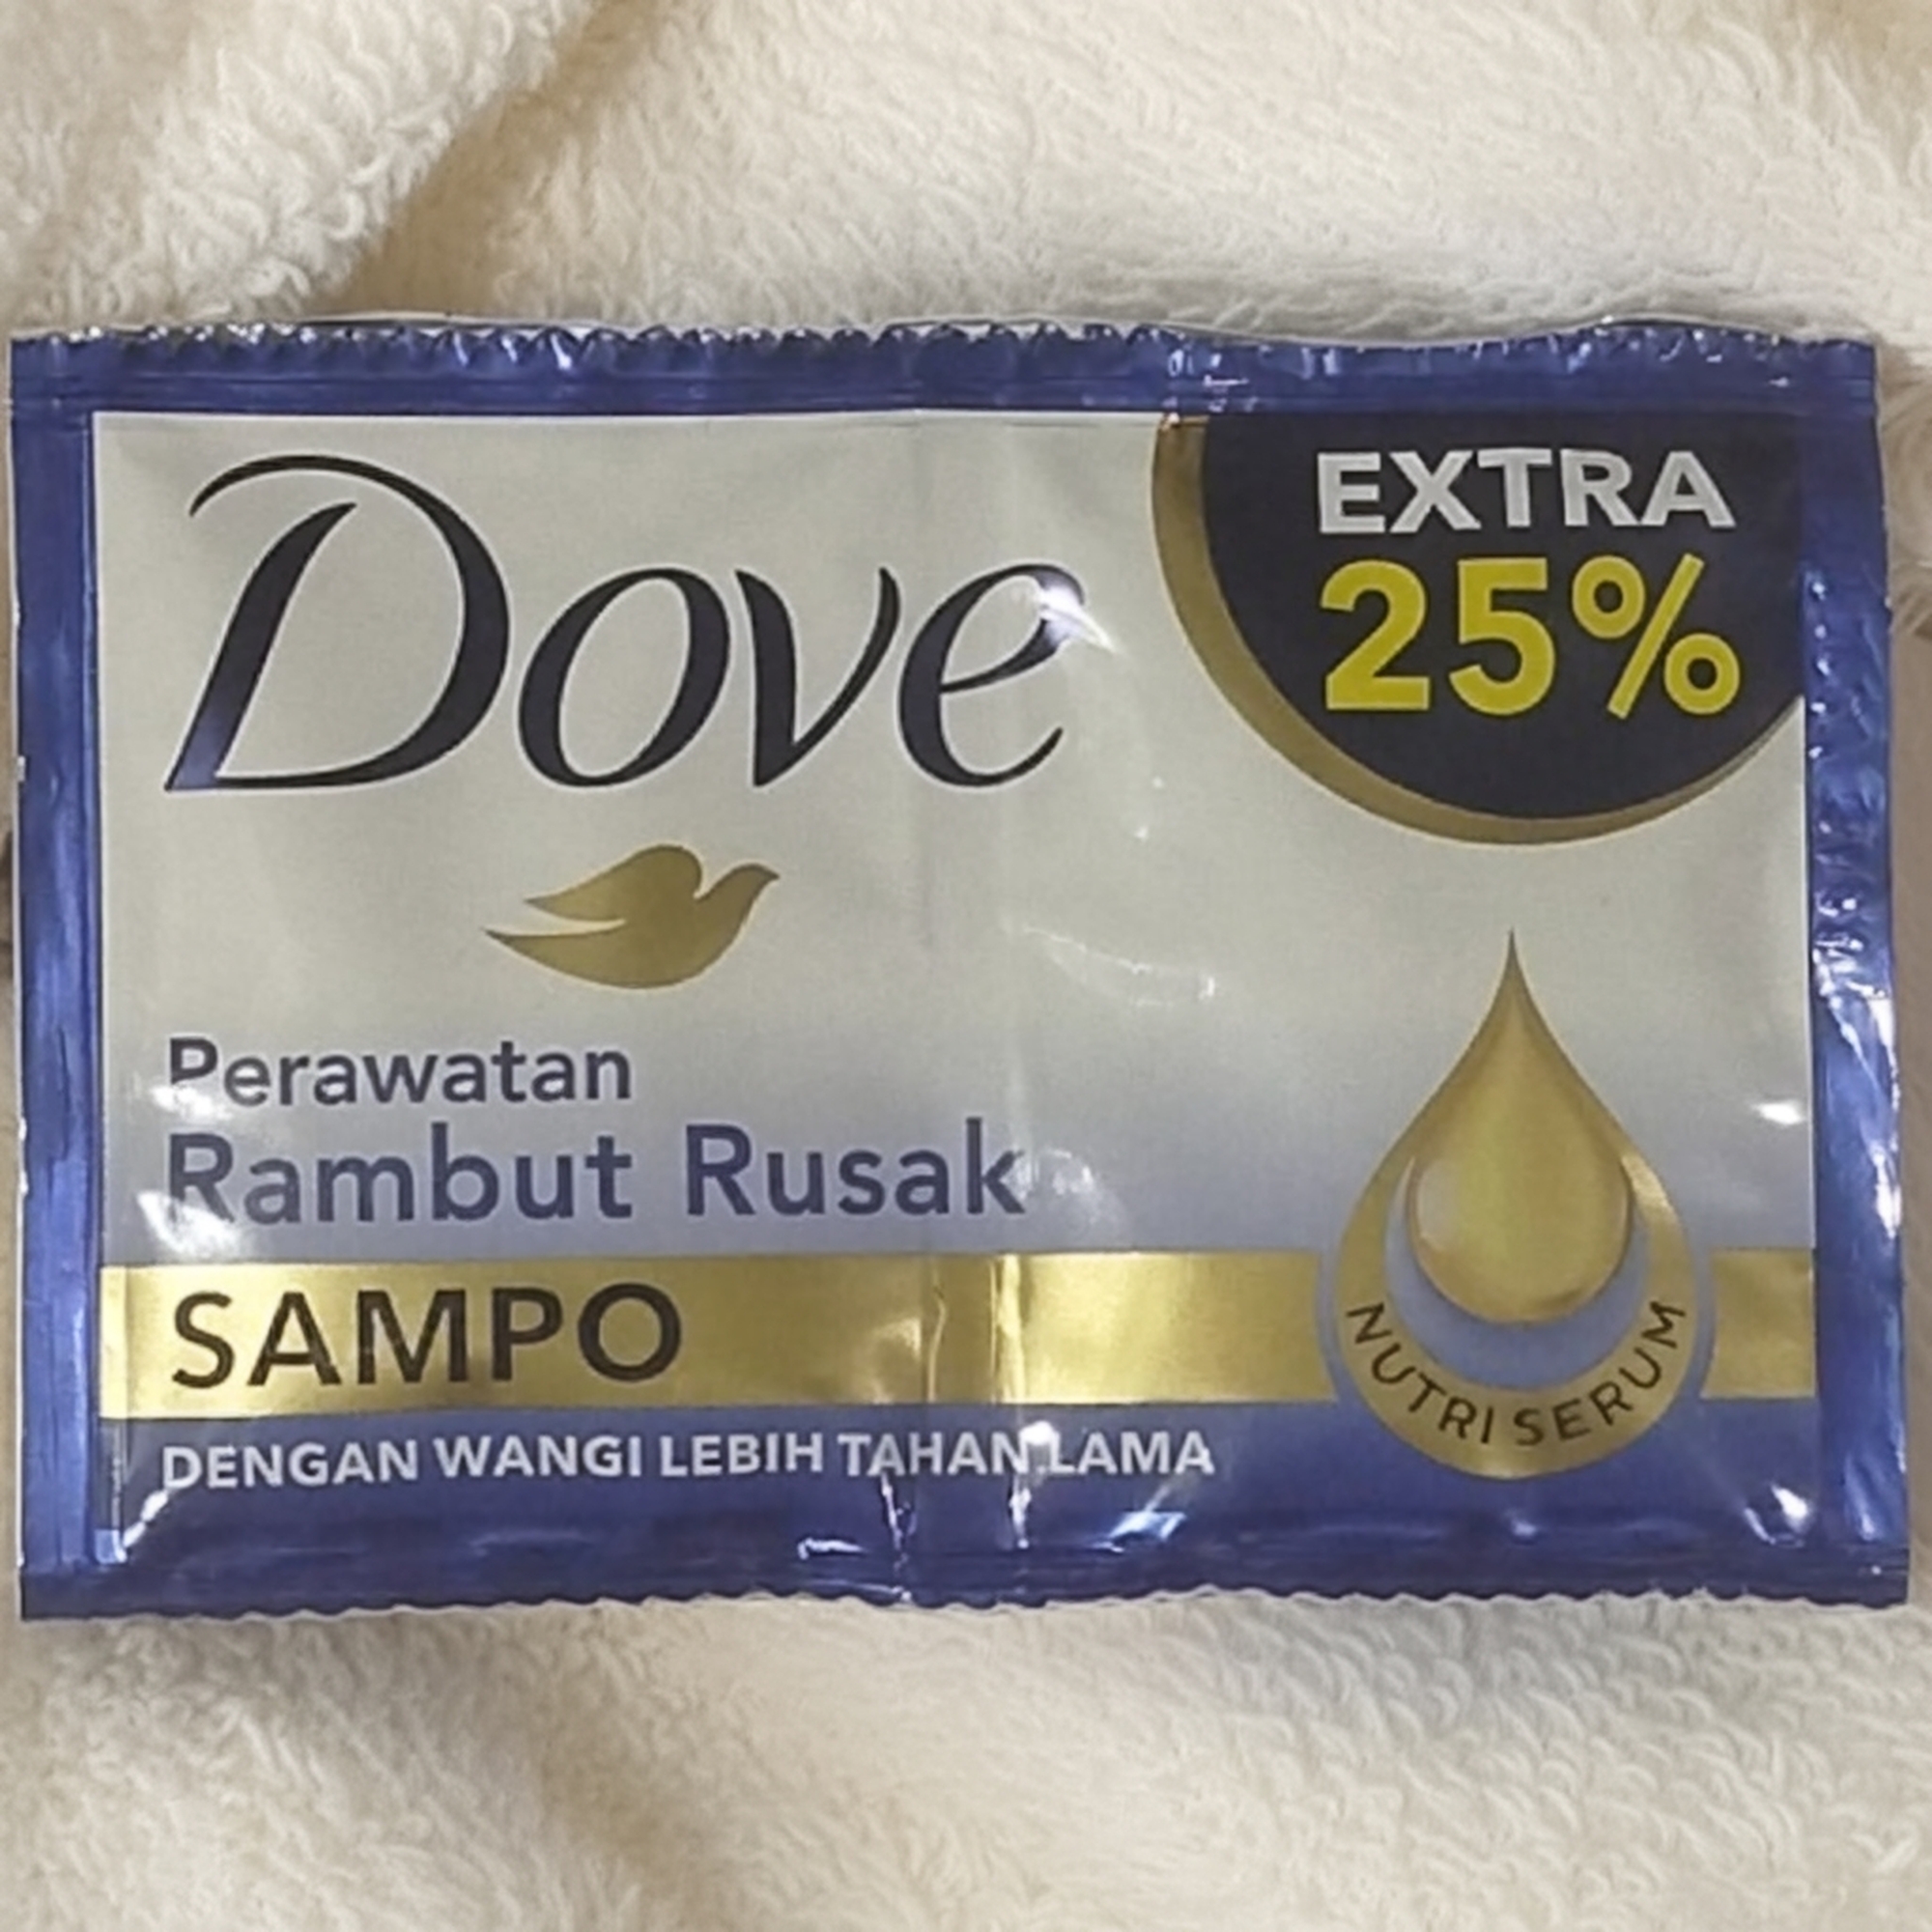 Dove
EXTRA
25%
Perawatan
Rambut Rusak
SAMPO
NUTRI SERUM
DENGAN WANGI LEBIH TAHAN LAMA